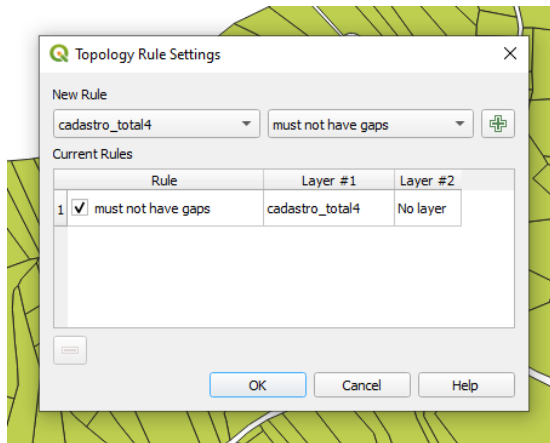 Topology Rule Settings
New Rule
cadastro_total4 must not have gaps
Current Rules
Rule Layer #1 Layer #2
1 must not have gaps cadastro_total4 No layer
OK Cancel Help